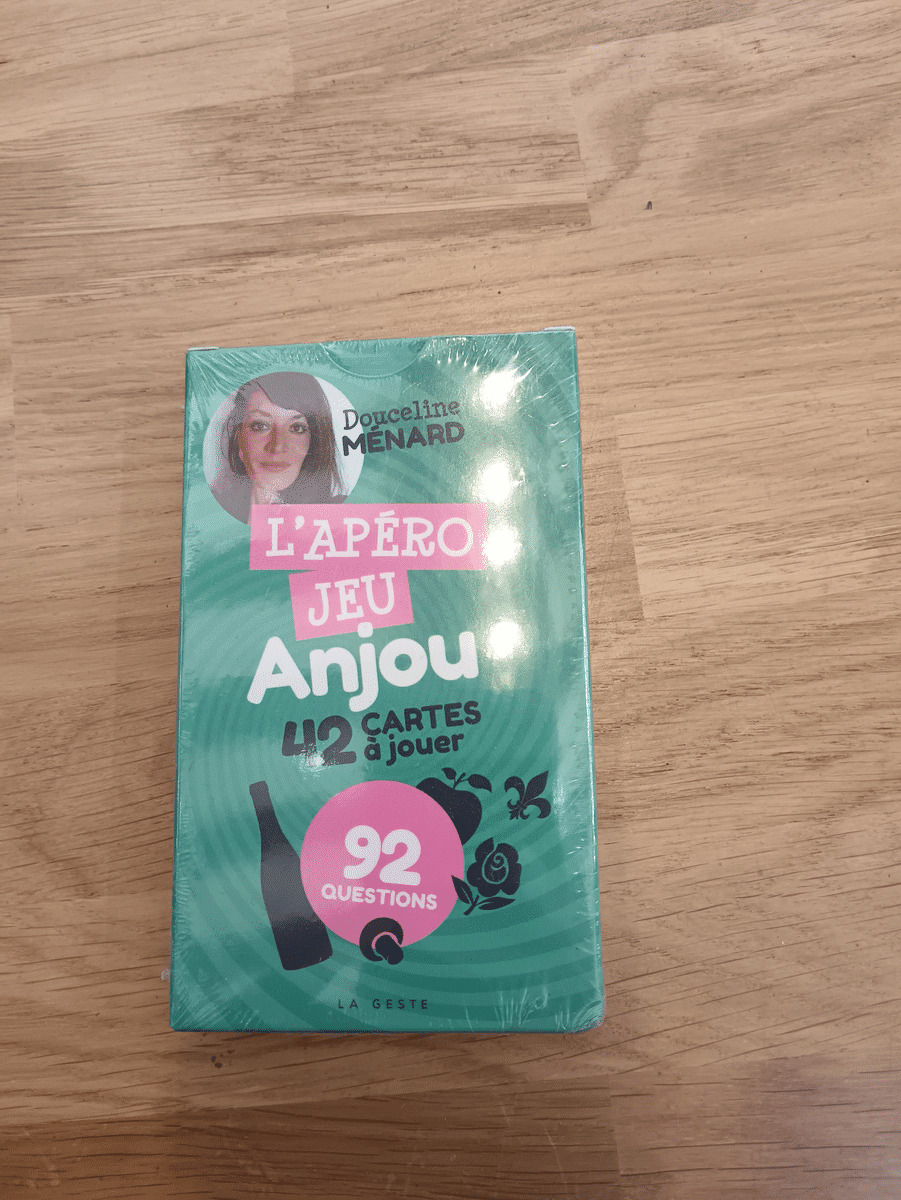 Douceline
MÉNARD
L'APÉRO
JEU
Anjou
42 CARTES
à jouer
92
QUESTIONS
LA GESTE